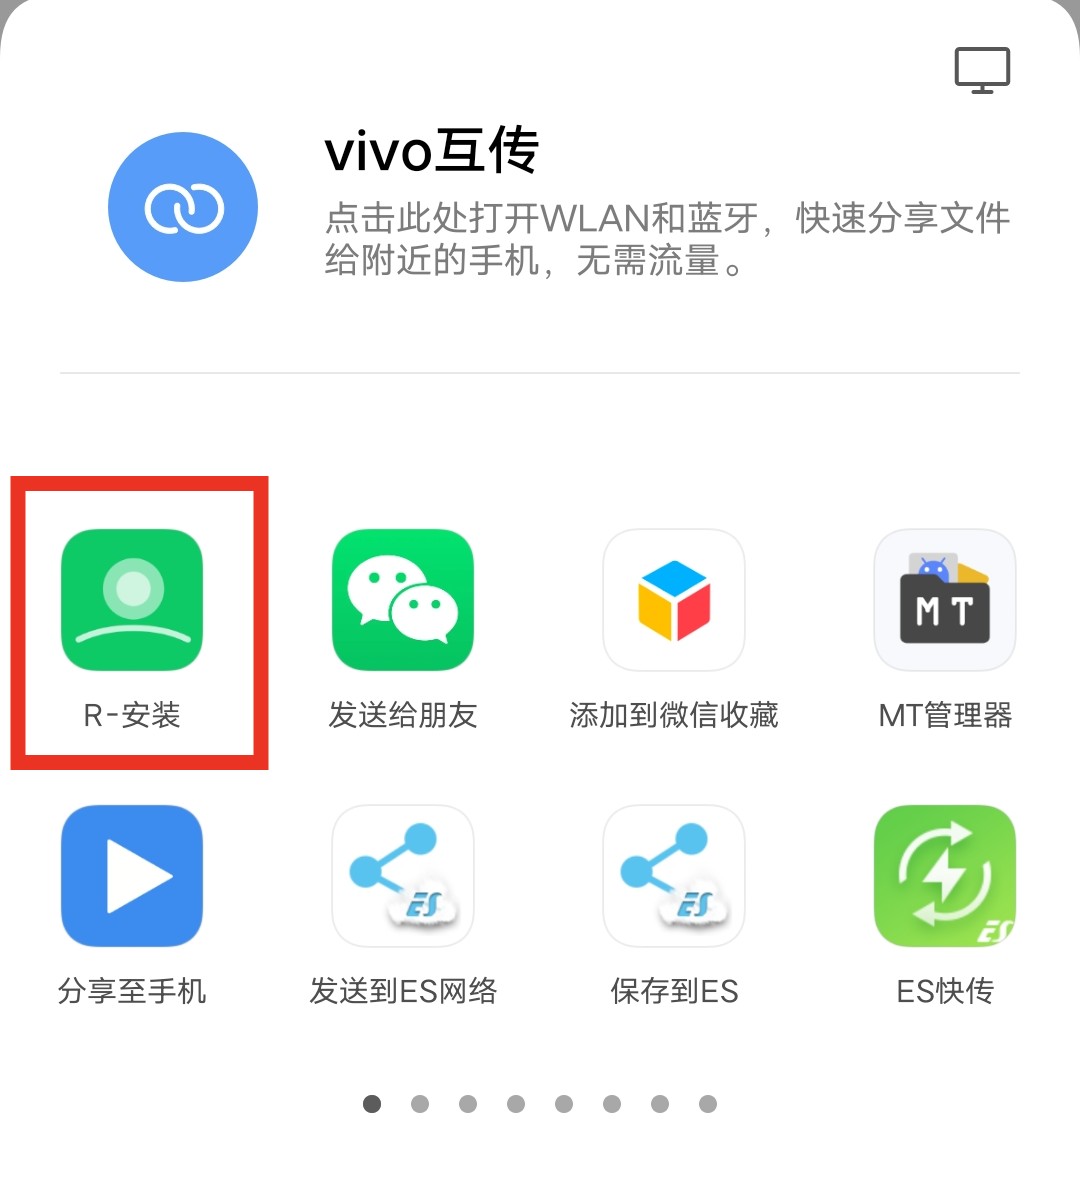 vivo互传
点击此处打开WLAN和蓝牙，快速分享文件
给附近的手机，无需流量。
R-安装
发送给朋友
添加到微信收藏
MT
MT管理器
分享至手机
ES
发送到ES网络
ES
保存到ES
ES
ES快传